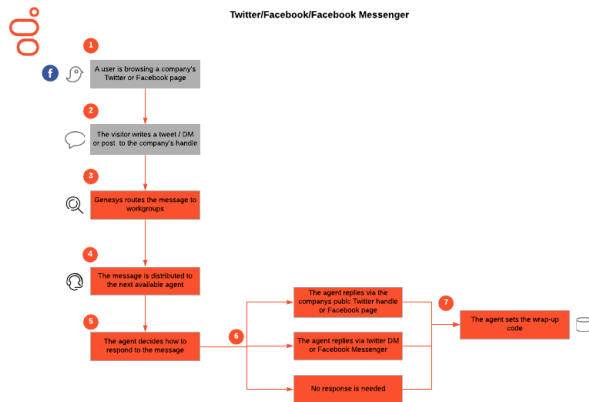 Twitter/Facebook/Facebook Messenger
1
A user is browsing a company's
Twitter or Facebook page
f
2
The visitor writes a tweet / DM
or post to the company's handle
3
Genesys routes the message to
workgroups
4
The message is distributed to
the next available agent
5
The agent decides how to
respond to the message
6
The agent replies via the
companys publc Twitter handle
or Facebook page
The agent replies via twitter DM
or Facebook Messenger
No response is needed
7
The agent sets the wrap-up
code